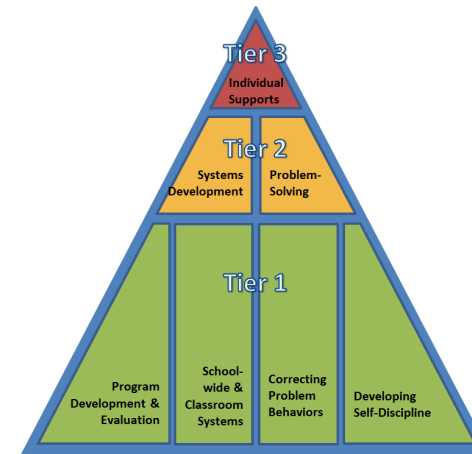 Tier 3
Individual
Supports
Tier 2
Systems
Development
Problem-
Solving
Tier 1
Program
Development &
Evaluation
School-
wide &
Classroom
Systems
Correcting
Problem
Behaviors
Developing
Self-Discipline